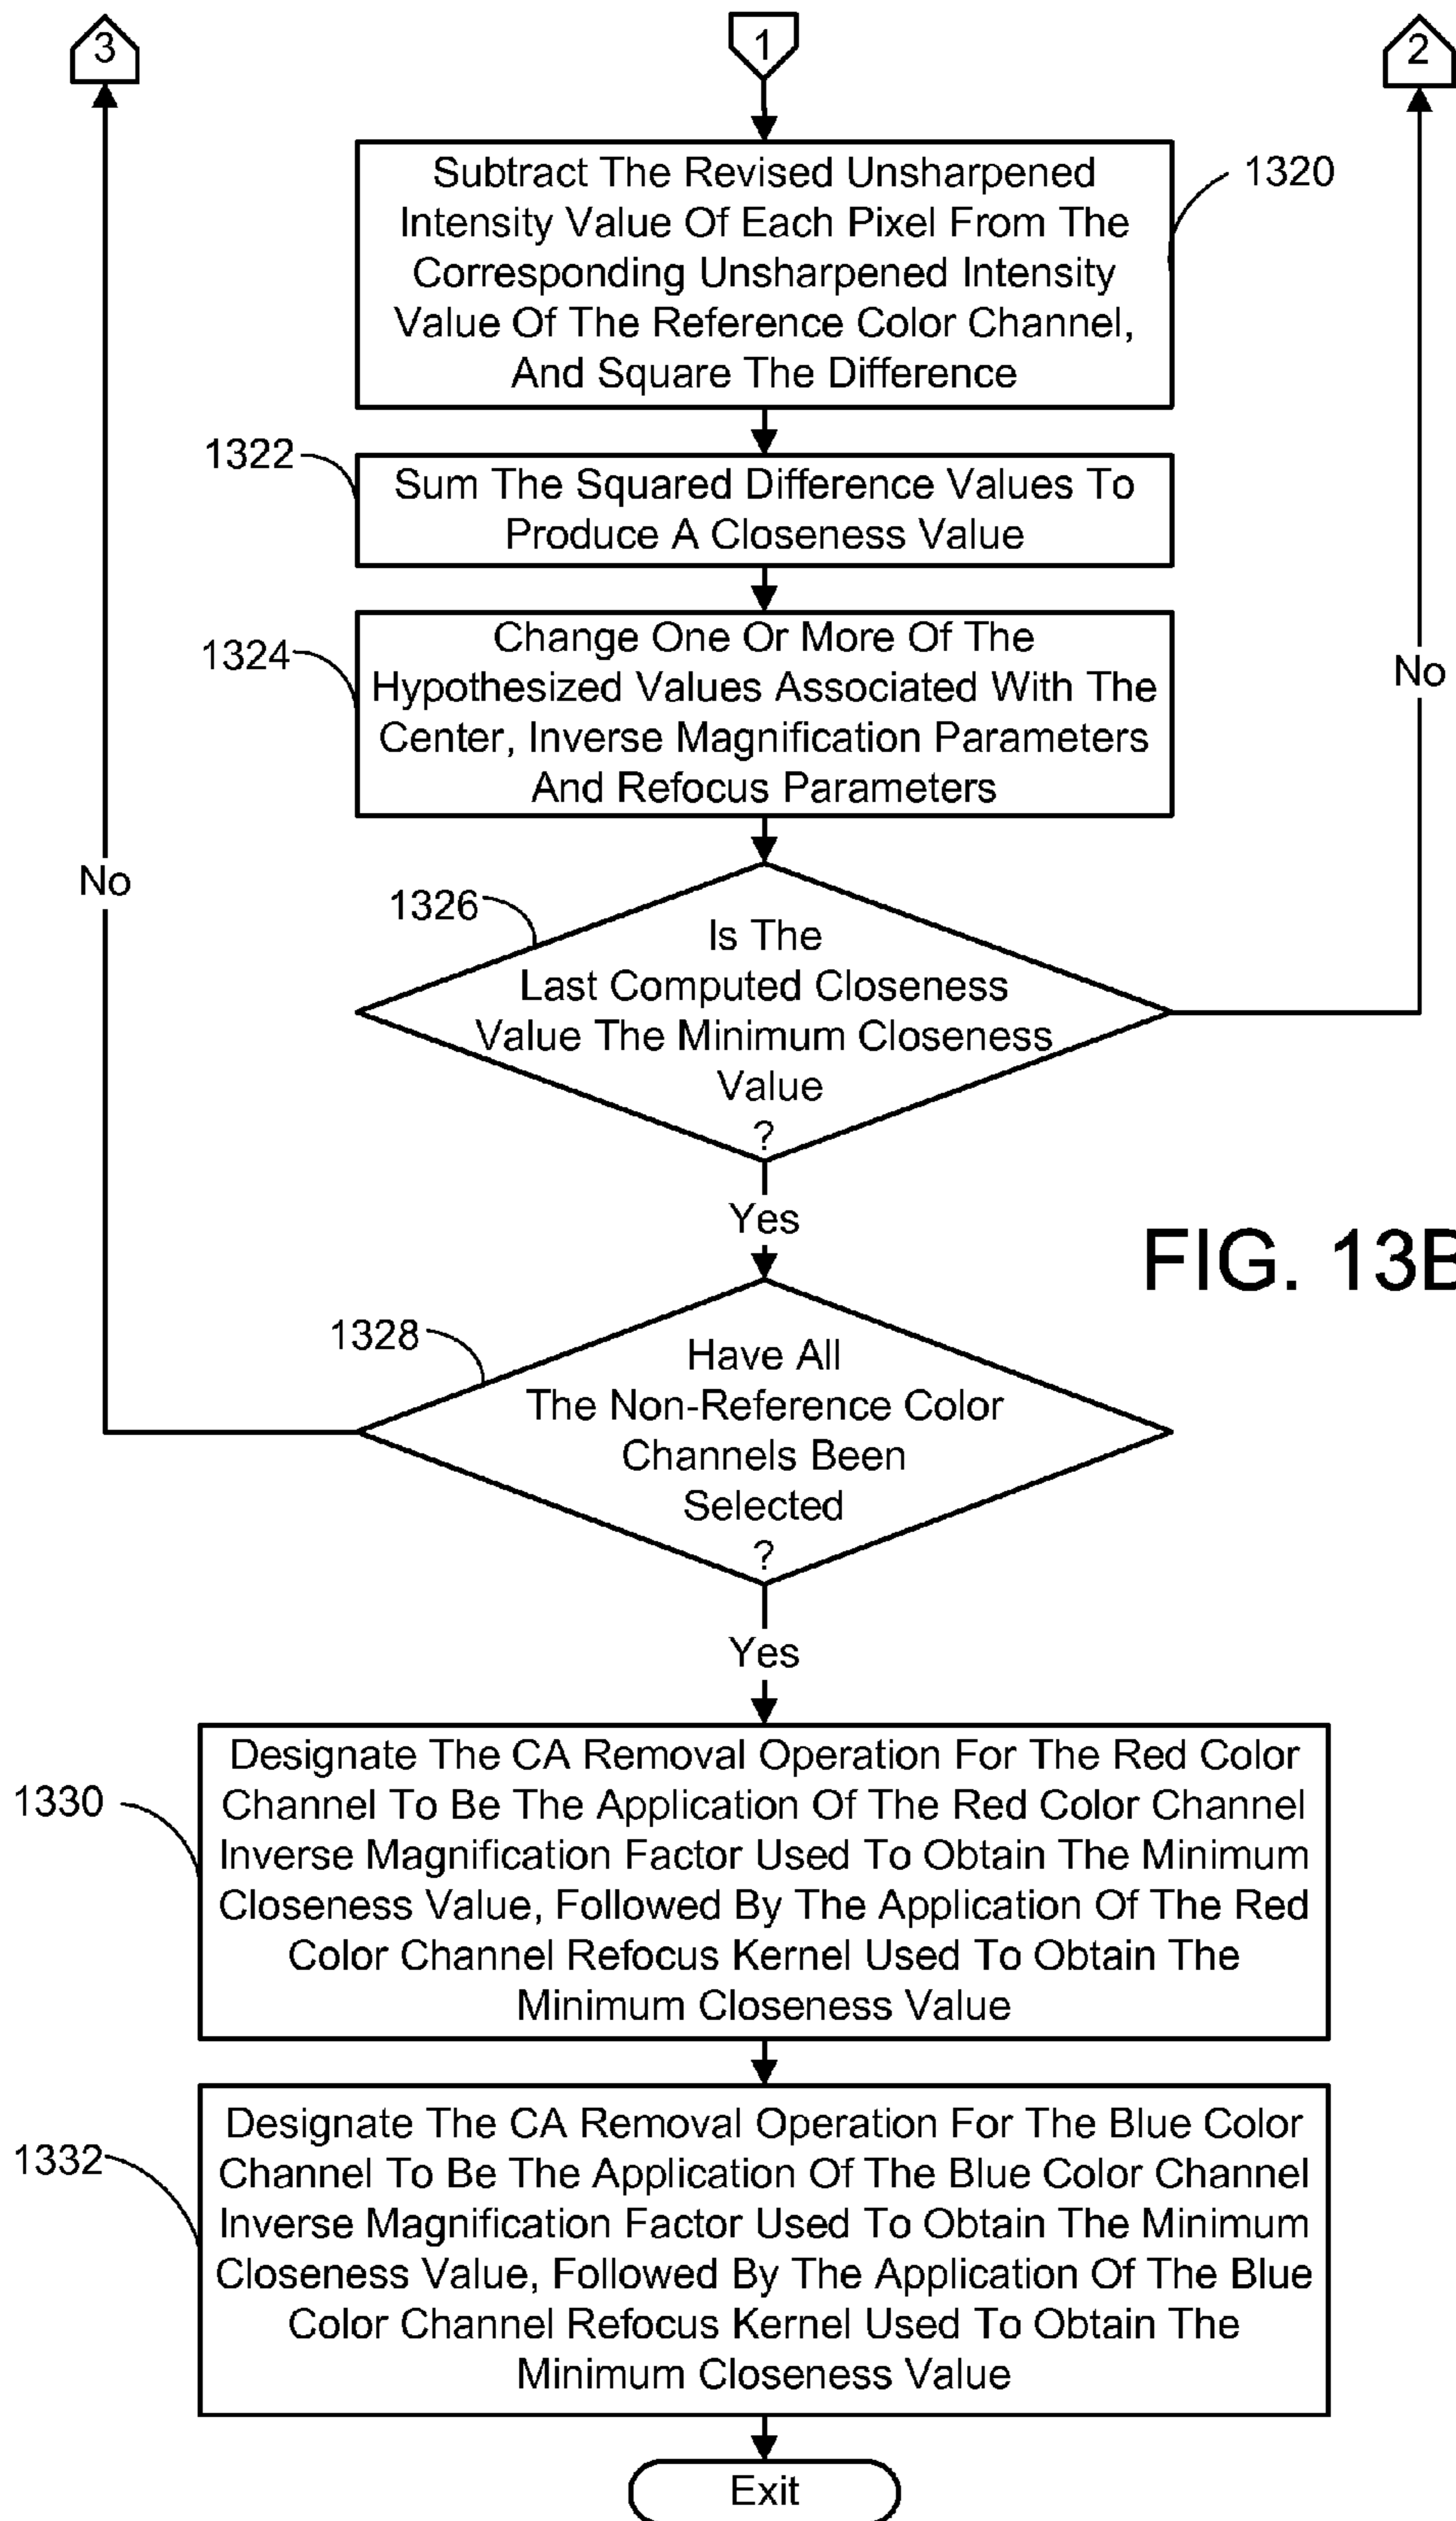 3
1
2
Subtract The Revised Unsharpened
Intensity Value Of Each Pixel From The
Corresponding Unsharpened Intensity
Value Of The Reference Color Channel,
And Square The Difference
1320
1322
Sum The Squared Difference Values To
Produce A Closeness Value
1324
Change One Or More Of The
Hypothesized Values Associated With The
Center, Inverse Magnification Parameters
And Refocus Parameters
No
No
1326
Is The
Last Computed Closeness
Value The Minimum Closeness
Value
?
Yes
FIG. 13B
1328
Have All
The Non-Reference Color
Channels Been
Selected
?
Yes
1330
Designate The CA Removal Operation For The Red Color
Channel To Be The Application Of The Red Color Channel
Inverse Magnification Factor Used To Obtain The Minimum
Closeness Value, Followed By The Application Of The Red
Color Channel Refocus Kernel Used To Obtain The
Minimum Closeness Value
1332
Designate The CA Removal Operation For The Blue Color
Channel To Be The Application Of The Blue Color Channel
Inverse Magnification Factor Used To Obtain The Minimum
Closeness Value, Followed By The Application Of The Blue
Color Channel Refocus Kernel Used To Obtain The
Minimum Closeness Value
Exit